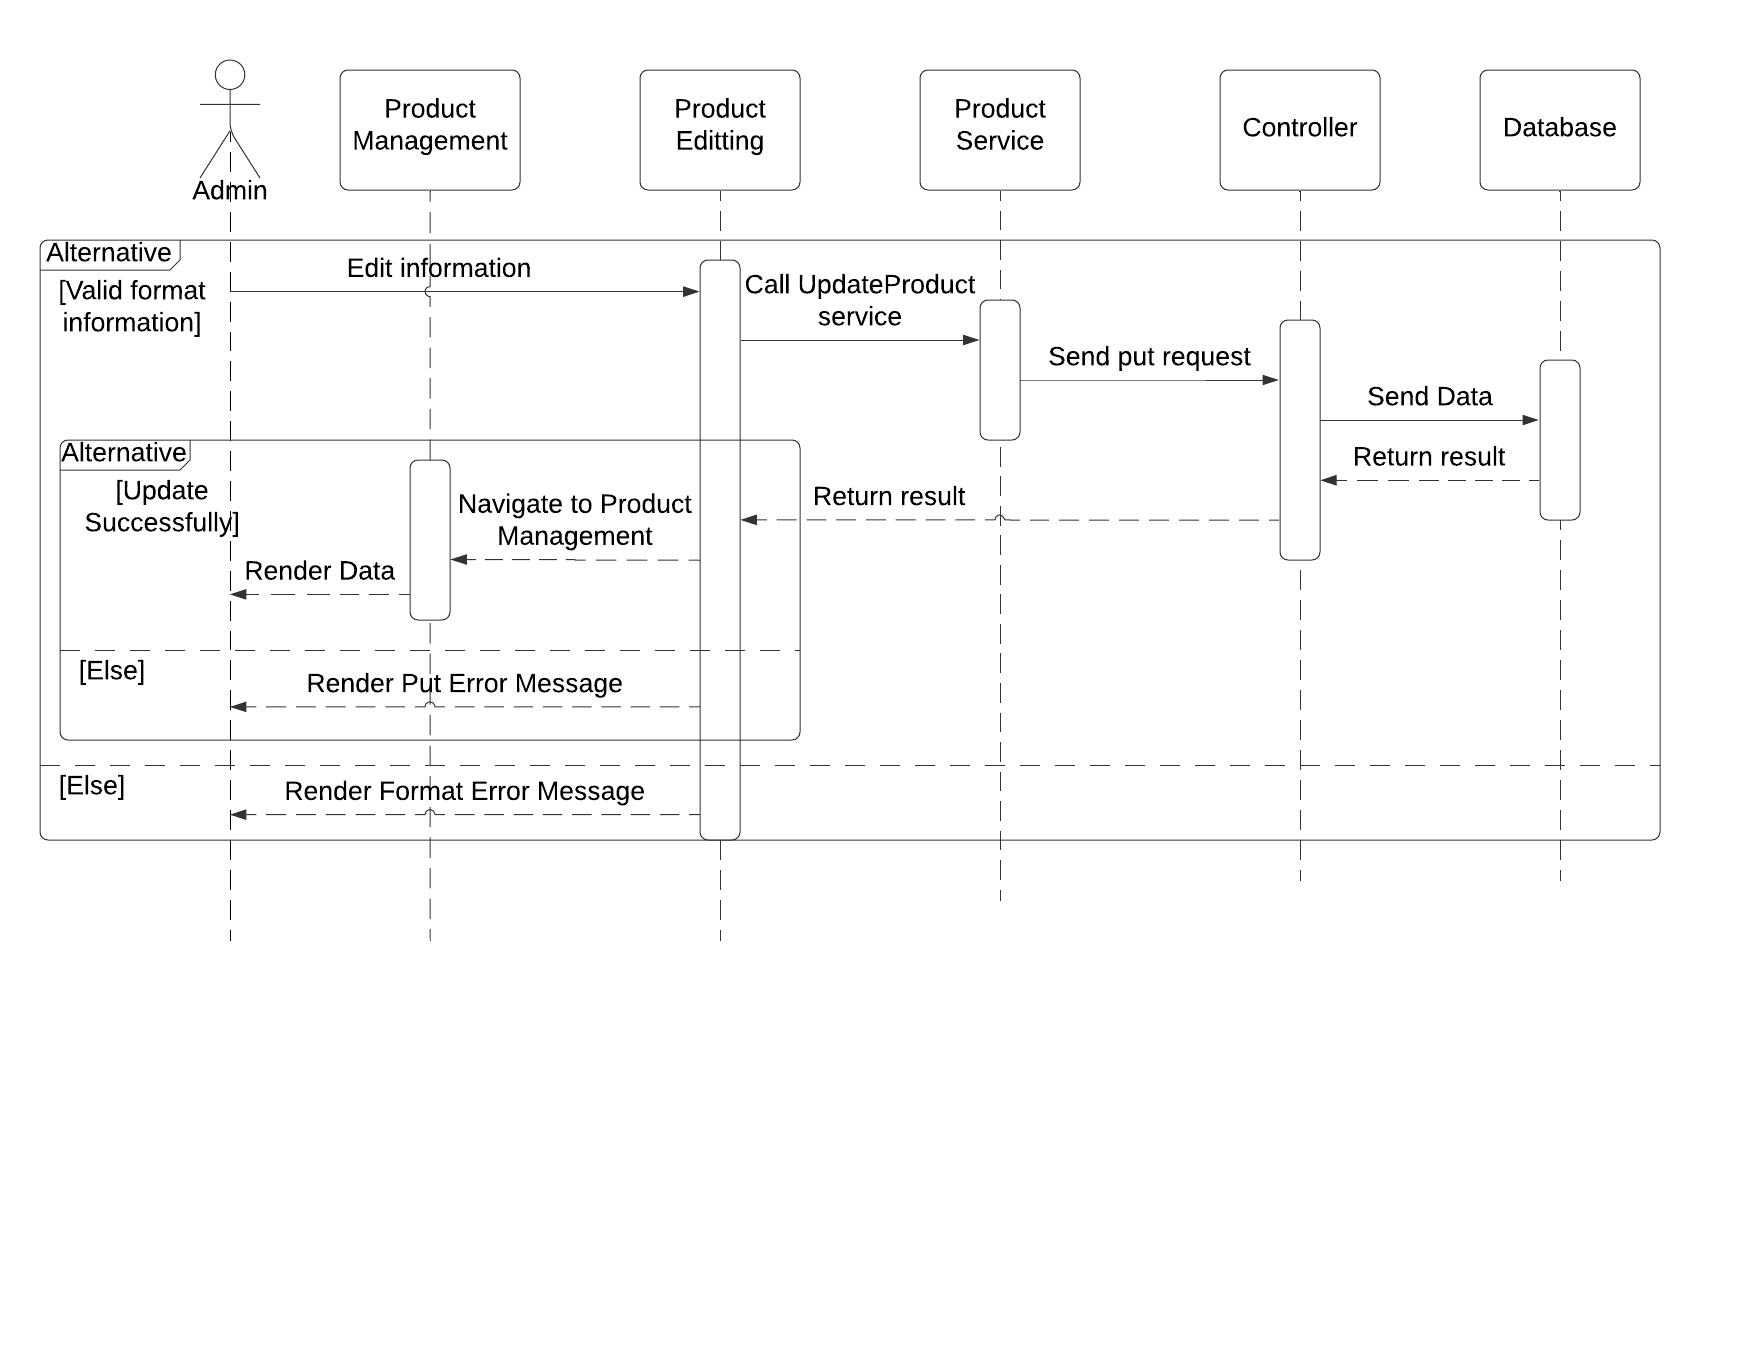 Admin
Product
Management
Product
Editting
Product
Service
Controller
Database
Alternative
[Valid format
information]
Edit information
Call UpdateProduct
service
Send put request
Send Data
Return result
Alternative
[Update
Successfully]
Return result
Navigate to Product
Management
Render Data
[Else]
Render Put Error Message
[Else]
Render Format Error Message